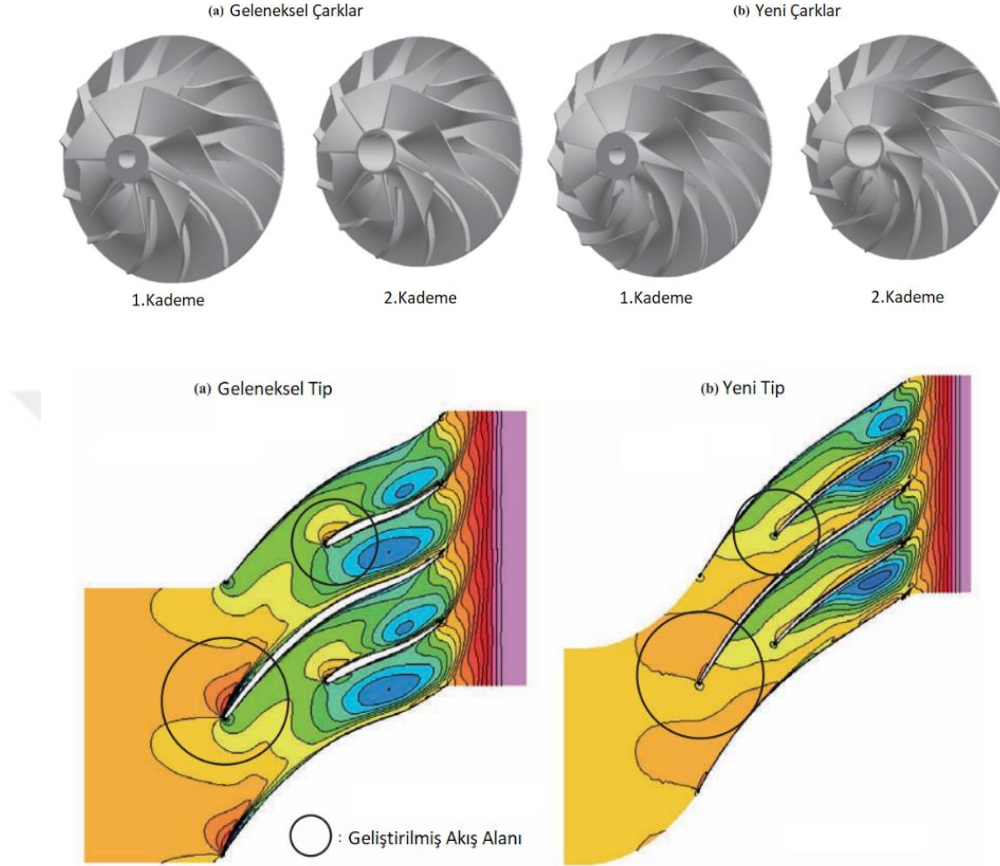 (a) Geleneksel Çarklar
(b) Yeni Çarklar
1.Kademe
2.Kademe
1.Kademe
2.Kademe
(a) Geleneksel Tip
(b) Yeni Tip
: Geliştirilmiş Akış Alanı